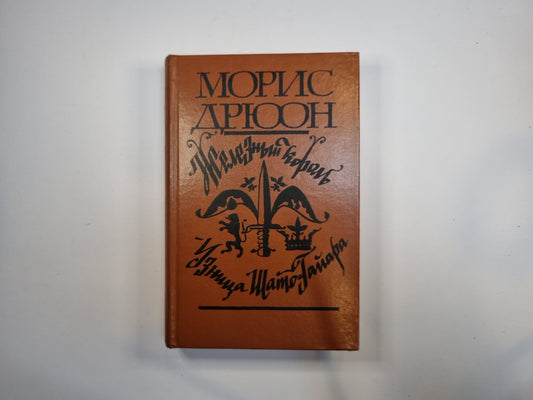 МОРИС
ДРЮОН
Железный король
Узница Шато-Гайара